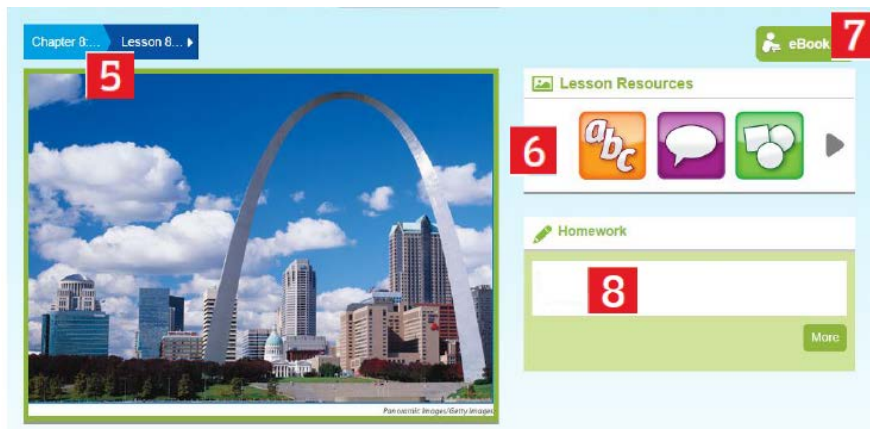 Chapter 8:... Lesson 8...
5
eBook
7
Lesson Resources
6
abc
Homework
8
More
Panoramic Images/Getty Images